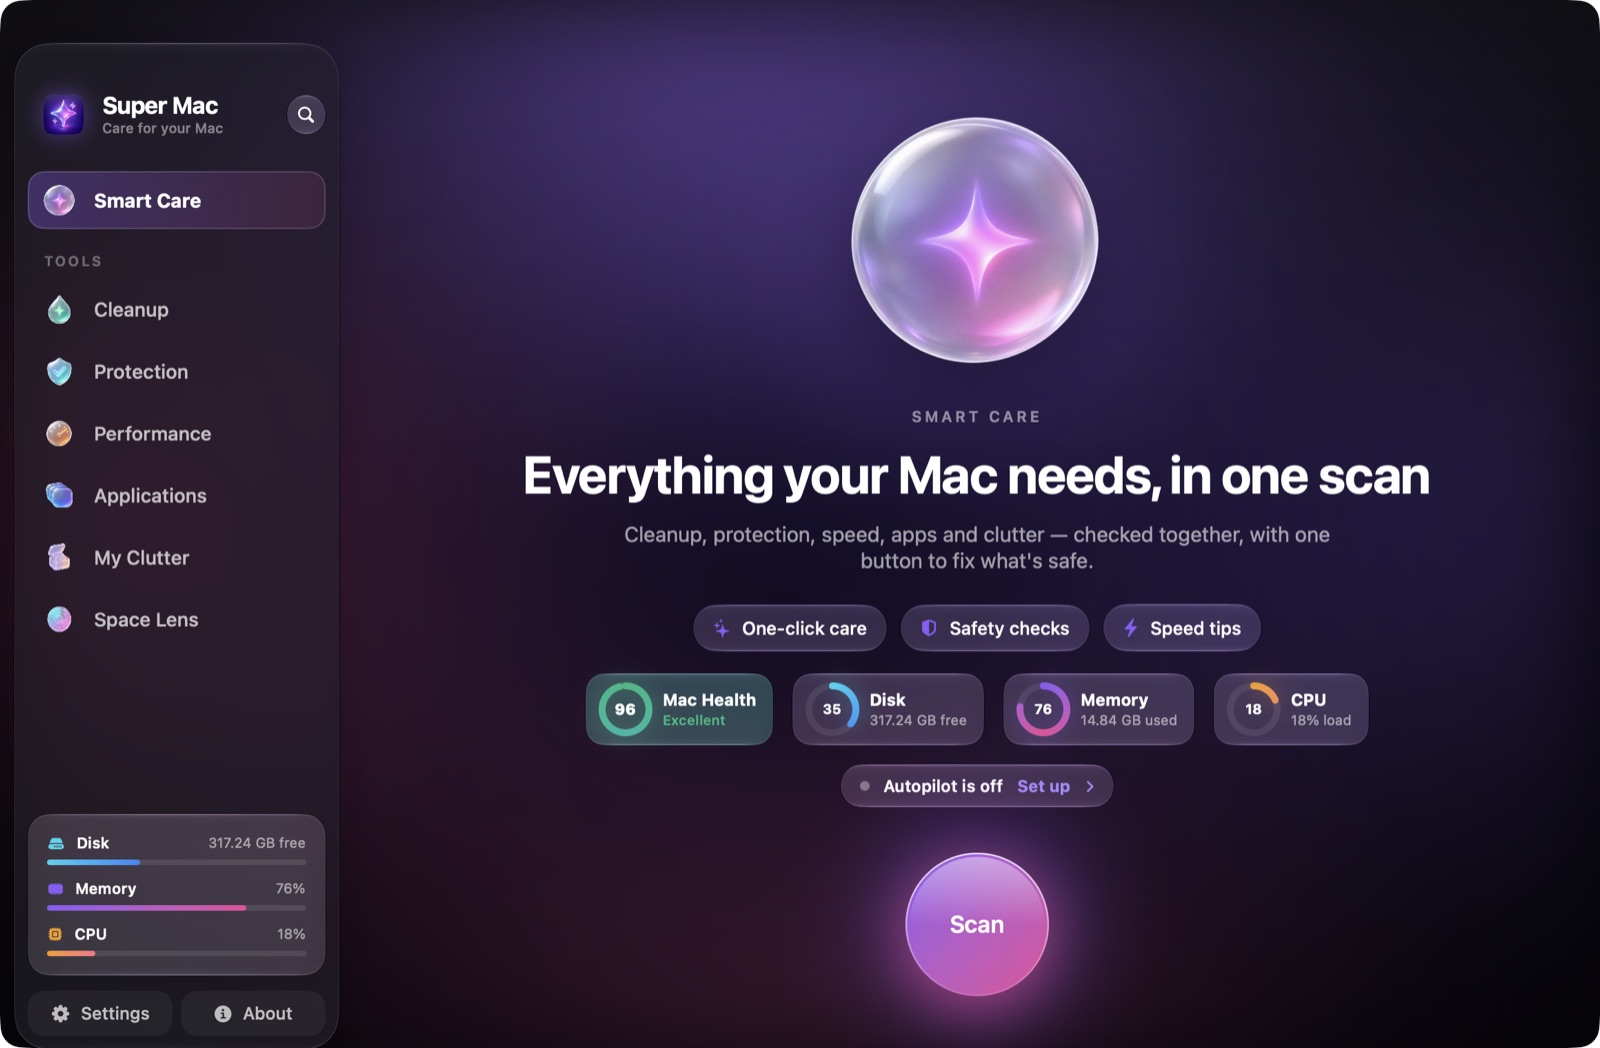 Super Mac
Care for your Mac
Smart Care
TOOLS
Cleanup
Protection
Performance
Applications
My Clutter
Space Lens
Disk 317.24 GB free
Memory 76%
CPU 18%
Settings
About
SMART CARE
Everything your Mac needs, in one scan
Cleanup, protection, speed, apps and clutter — checked together, with one
button to fix what's safe.
One-click care
Safety checks
Speed tips
96
Mac Health
Excellent
35
Disk
317.24 GB free
76
Memory
14.84 GB used
18
CPU
18% load
Autopilot is off Set up
Scan